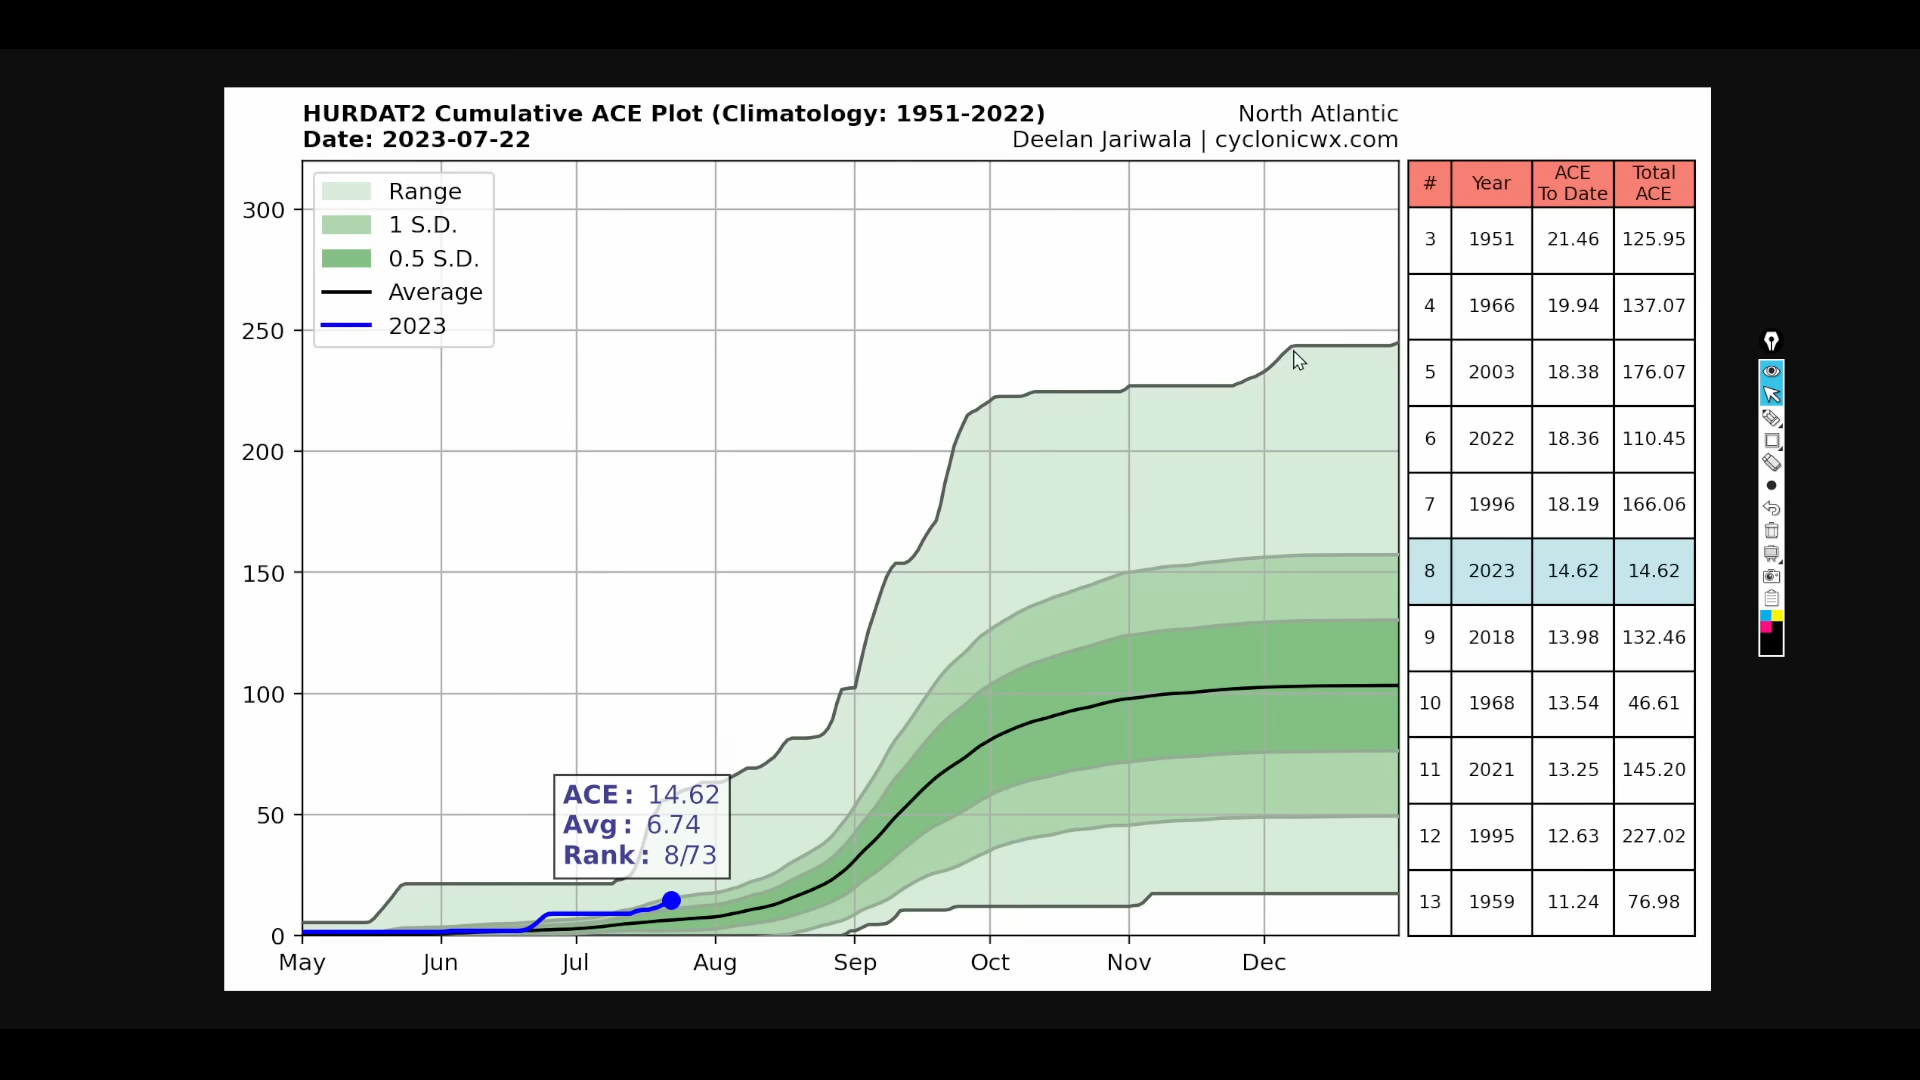 HURDAT2 Cumulative ACE Plot (Climatology: 1951-2022)
North Atlantic
Date: 2023-07-22
Deelan Jariwala | cyclonicwx.com
Range
1 S.D.
0.5 S.D.
Average
2023
300
250
200
150
100
50
0
May Jun Jul Aug Sep Oct Nov Dec
ACE: 14.62
Avg: 6.74
Rank: 8/73
# Year ACE To Date Total ACE
3 1951 21.46 125.95
4 1966 19.94 137.07
5 2003 18.38 176.07
6 2022 18.36 110.45
7 1996 18.19 166.06
8 2023 14.62 14.62
9 2018 13.98 132.46
10 1968 13.54 46.61
11 2021 13.25 145.20
12 1995 12.63 227.02
13 1959 11.24 76.98